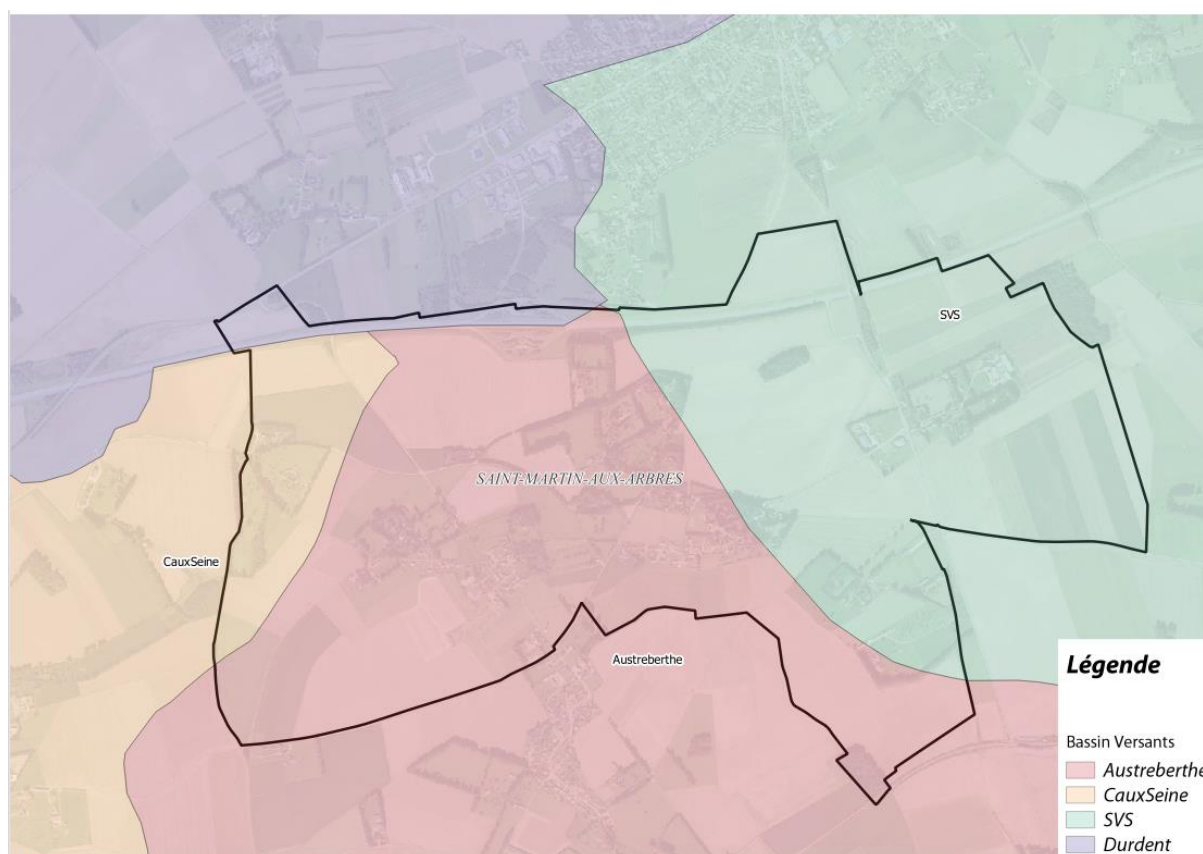 SVS
SAINT-MARTIN-AUX-ARBRES
CauxSeine
Austreberthe
Légende
Bassin Versants
Austreberthe
CauxSeine
SVS
Durdent